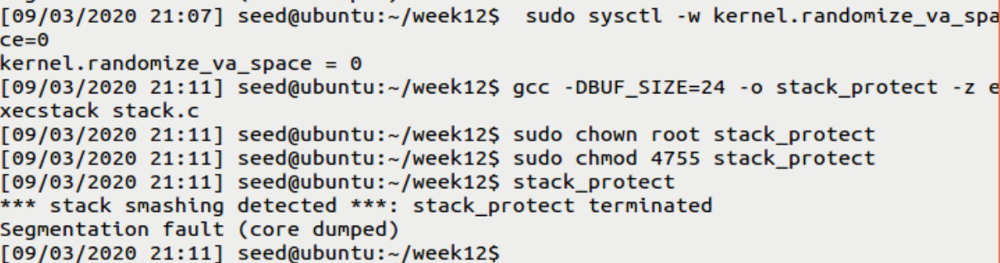 [09/03/2020 21:07] seed@ubuntu:~/week12$  sudo sysctl -w kernel.randomize_va_spa
ce=0
kernel.randomize_va_space = 0
[09/03/2020 21:11] seed@ubuntu:~/week12$ gcc -DBUF_SIZE=24 -o stack_protect -z e
xecstack stack.c
[09/03/2020 21:11] seed@ubuntu:~/week12$ sudo chown root stack_protect
[09/03/2020 21:11] seed@ubuntu:~/week12$ sudo chmod 4755 stack_protect
[09/03/2020 21:11] seed@ubuntu:~/week12$ stack_protect
*** stack smashing detected ***: stack_protect terminated
Segmentation fault (core dumped)
[09/03/2020 21:11] seed@ubuntu:~/week12$